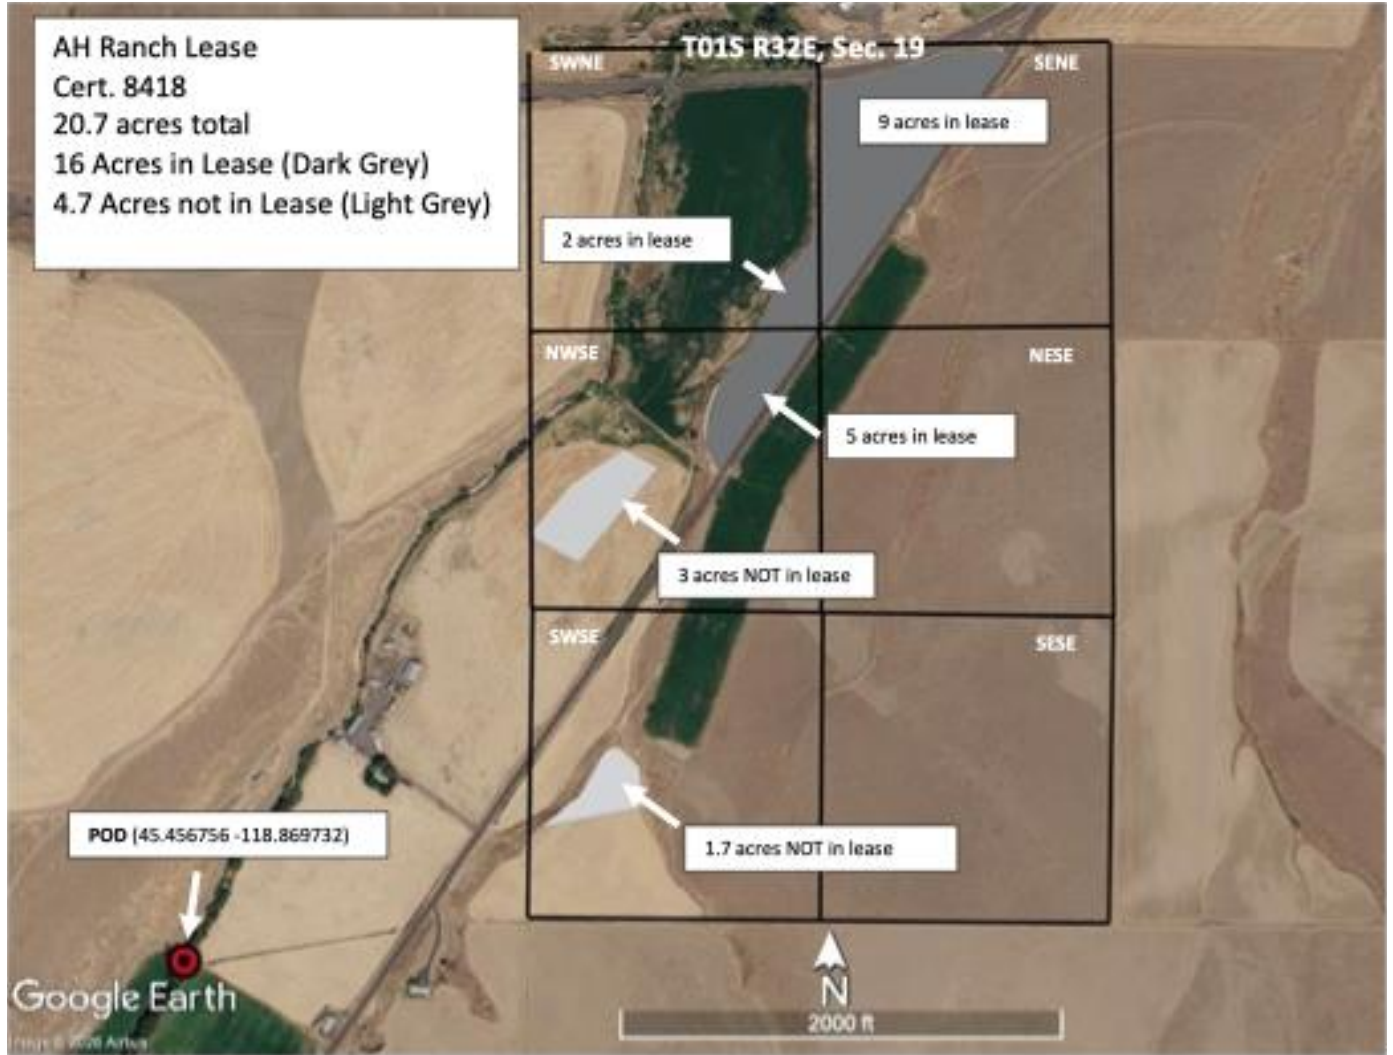 AH Ranch Lease
Cert. 8418
20.7 acres total
16 Acres in Lease (Dark Grey)
4.7 Acres not in Lease (Light Grey)
T01S R32E, Sec. 19
SWNE
SENE
9 acres in lease
2 acres in lease
NWSE
NESE
5 acres in lease
3 acres NOT in lease
SWSE
SESE
1.7 acres NOT in lease
POD (45.456756 -118.869732)
N
2000 ft
Google Earth
Image © 2020 Airbus